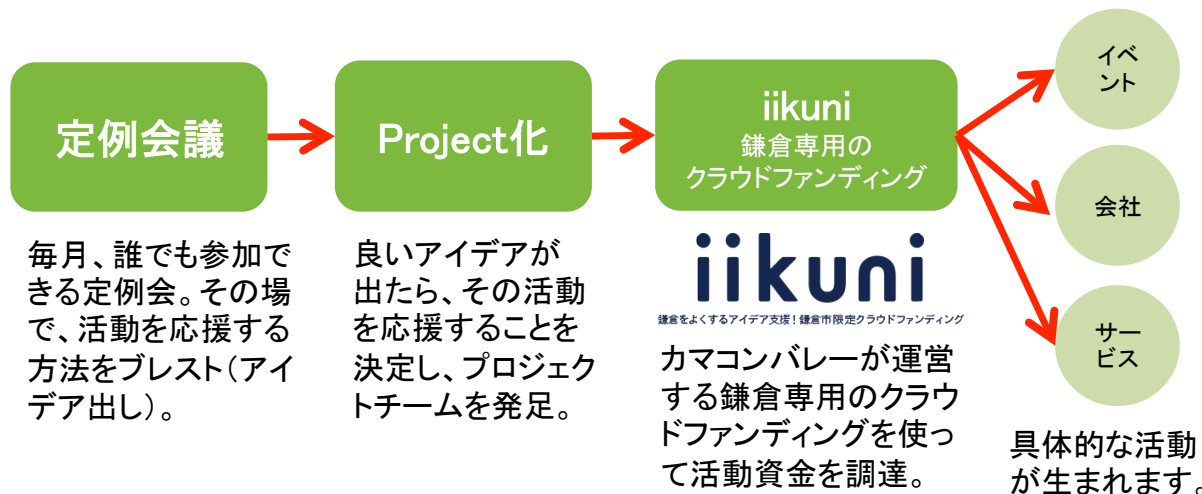 定例会議
毎月、誰でも参加で
きる定例会。その場
で、活動を応援する
方法をブレスト(アイ
デア出し)。
Project化
良いアイデアが
出たら、その活動
を応援することを
決定し、プロジェク
トチームを発足。
iikuni
鎌倉専用の
クラウドファンディング
iikuni
鎌倉をよくするアイデア支援!鎌倉市限定クラウドファンディング
カマコンバレーが運営
する鎌倉専用のクラウ
ドファンディングを使っ
て活動資金を調達。
イベ
ント
会社
サー
ビス
具体的な活動
が生まれます。